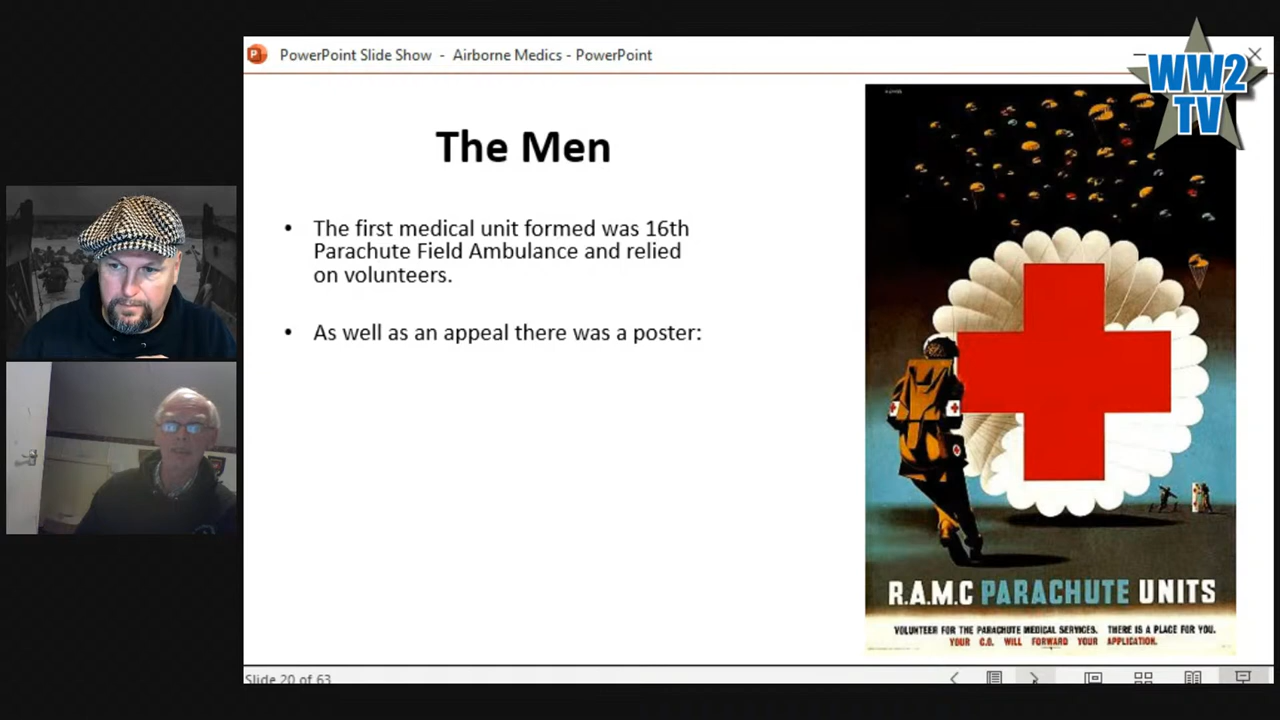 PowerPoint Slide Show - Airborne Medics - PowerPoint
WW2
TV
The Men
• The first medical unit formed was 16th
Parachute Field Ambulance and relied
on volunteers.
• As well as an appeal there was a poster:
R.A.M.C PARACHUTE UNITS
VOLUNTEER FOR THE PARACHUTE MEDICAL SERVICES. THERE IS A PLACE FOR YOU.
YOUR C.O. WILL FORWARD YOUR APPLICATION.
Slide 20 of 63